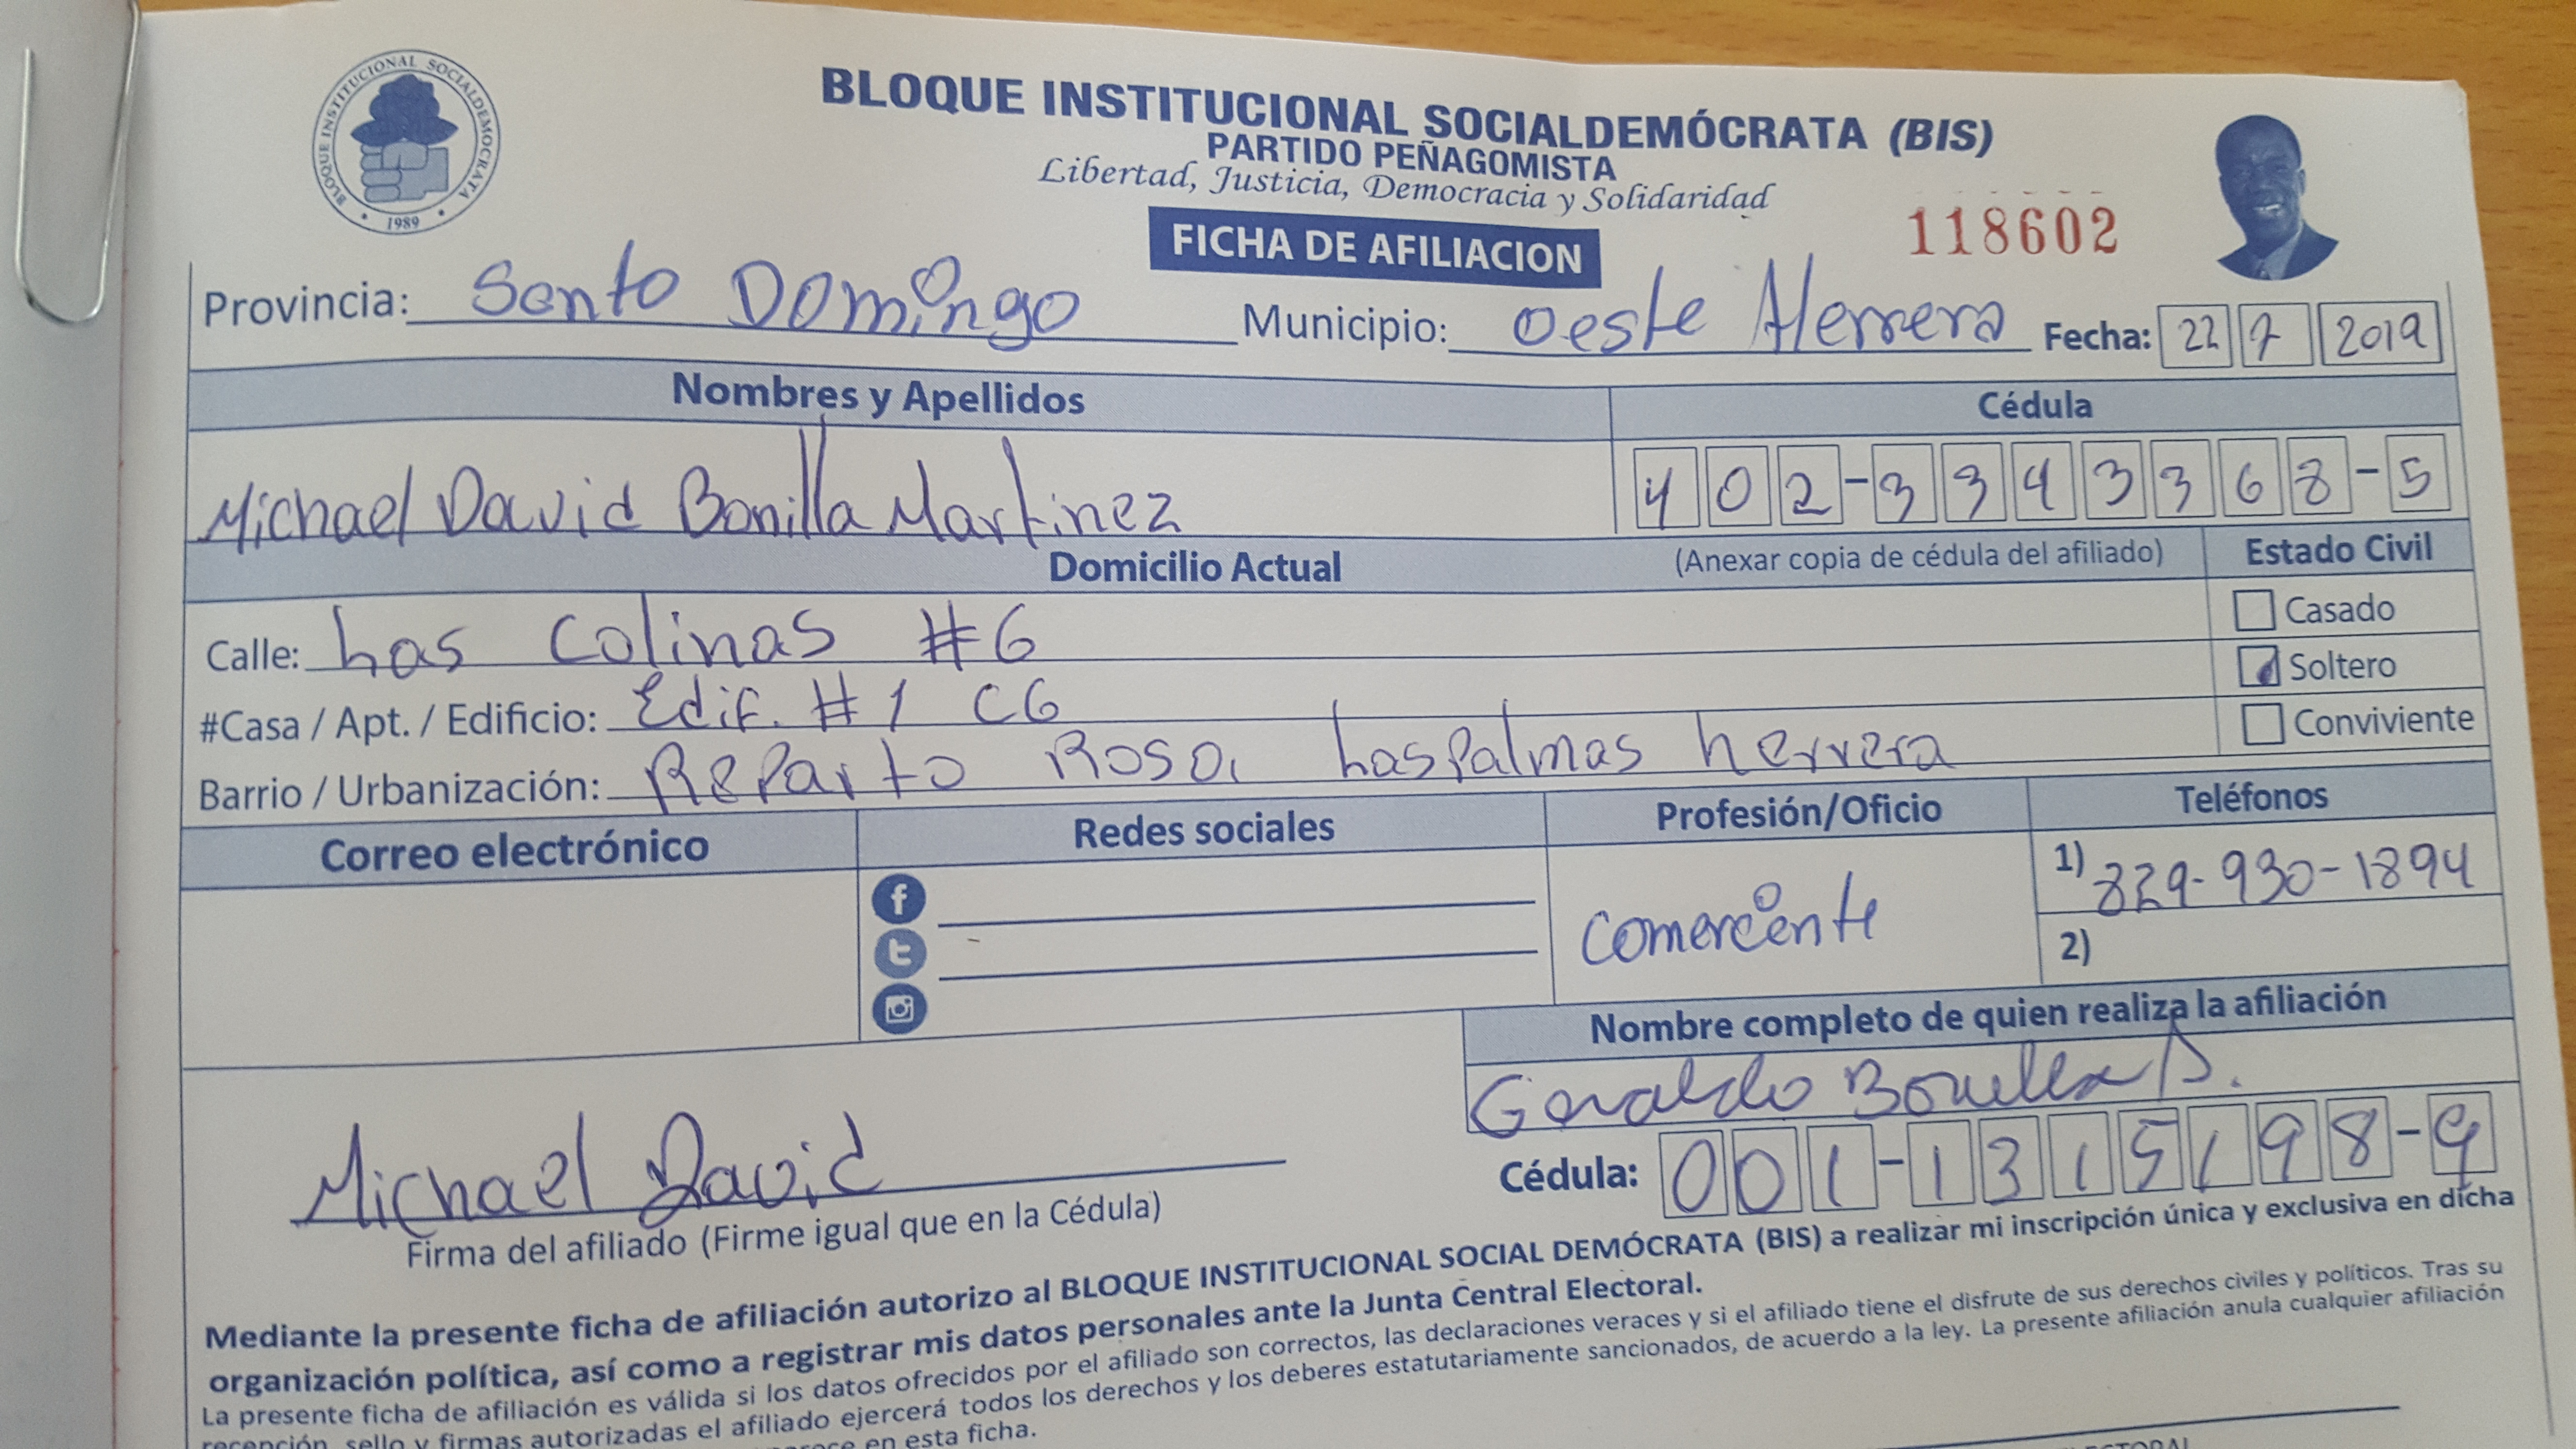 BLOQUE INSTITUCIONAL SOCIALDEMOCRATA
1989
BLOQUE INSTITUCIONAL SOCIALDEMÓCRATA (BIS)
PARTIDO PEÑAGOMISTA
Libertad, Justicia, Democracia y Solidaridad
118602
FICHA DE AFILIACION
Provincia: Santo Domingo Municipio: Oeste Herrera Fecha: 22 7 2019
Nombres y Apellidos Cédula
Michael David Bonilla Martinez 402-3343368-5
Domicilio Actual (Anexar copia de cédula del afiliado) Estado Civil
Calle: Las Colinas #6 Casado
Soltero
#Casa / Apt. / Edificio: Edif. #1 C6 Conviviente
Barrio / Urbanización: Reparto Rosa, Las Palmas herrera
Correo electrónico Redes sociales Profesión/Oficio Teléfonos
comerciente 1) 829-930-1894
2)
Nombre completo de quien realiza la afiliación
Geraldo Bonilla D.
Michael David Cédula: 001-1315198-9
Firma del afiliado (Firme igual que en la Cédula)
Mediante la presente ficha de afiliación autorizo al BLOQUE INSTITUCIONAL SOCIAL DEMÓCRATA (BIS) a realizar mi inscripción única y exclusiva en dicha
organización política, así como a registrar mis datos personales ante la Junta Central Electoral.
La presente ficha de afiliación es válida si los datos ofrecidos por el afiliado son correctos, las declaraciones veraces y si el afiliado tiene el disfrute de sus derechos civiles y políticos. Tras su
recepción, sello y firmas autorizadas el afiliado ejercerá todos los derechos y los deberes estatutariamente sancionados, de acuerdo a la ley. La presente afiliación anula cualquier afiliación
en esta ficha.